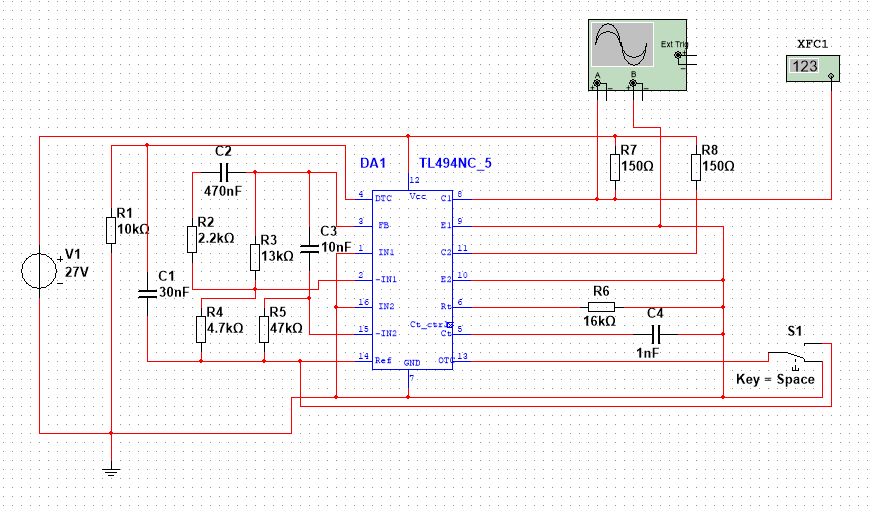 Ext Trig
+
−
A
B
+
−
+
−
XFC1
123
DA1
TL494NC_5
R7
150Ω
R8
150Ω
C2
470nF
R1
10kΩ
R2
2.2kΩ
R3
13kΩ
C3
10nF
V1
27V
+
−
C1
30nF
R4
4.7kΩ
R5
47kΩ
12
Vcc
4
DTC
C1
8
3
FB
E1
9
1
IN1
C2
11
2
-IN1
E2
10
16
IN2
Rt
6
Ct_ctrl
15
-IN2
Ct
5
14
Ref
GND
OTC
13
7
R6
16kΩ
C4
1nF
S1
Key = Space